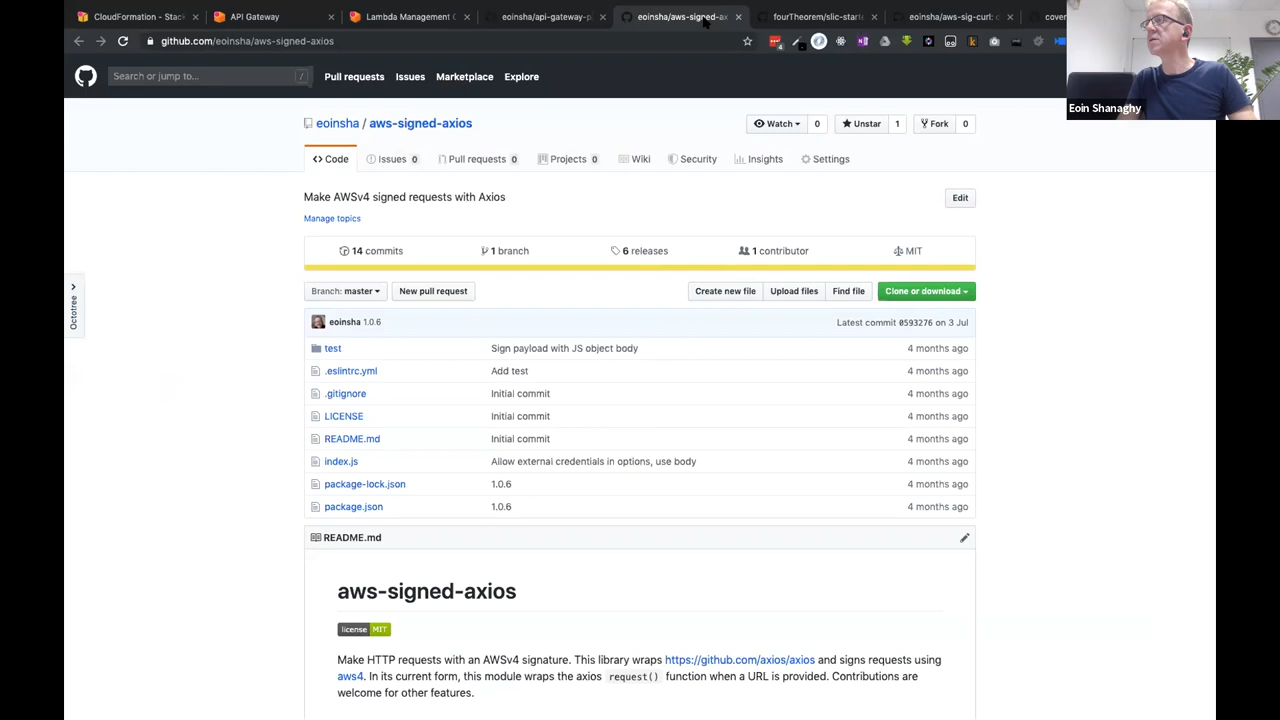 CloudFormation - Stack
API Gateway
Lambda Management C
eoinsha/api-gateway-p
eoinsha/aws-signed-ax
fourTheorem/slic-start
eoinsha/aws-sig-curl:
cover
github.com/eoinsha/aws-signed-axios
Search or jump to...
/
Pull requests
Issues
Marketplace
Explore
Eoin Shanaghy
eoinsha / aws-signed-axios
Watch 0
Unstar 1
Fork 0
Code
Issues 0
Pull requests 0
Projects 0
Wiki
Security
Insights
Settings
Make AWSv4 signed requests with Axios
Edit
Manage topics
14 commits
1 branch
6 releases
1 contributor
MIT
Octotree
Branch: master
New pull request
Create new file
Upload files
Find file
Clone or download
eoinsha 1.0.6
Latest commit 0593276 on 3 Jul
test Sign payload with JS object body 4 months ago
.eslintrc.yml Add test 4 months ago
.gitignore Initial commit 4 months ago
LICENSE Initial commit 4 months ago
README.md Initial commit 4 months ago
index.js Allow external credentials in options, use body 4 months ago
package-lock.json 1.0.6 4 months ago
package.json 1.0.6 4 months ago
README.md
aws-signed-axios
license MIT
Make HTTP requests with an AWSv4 signature. This library wraps https://github.com/axios/axios and signs requests using
aws4. In its current form, this module wraps the axios request() function when a URL is provided. Contributions are
welcome for other features.